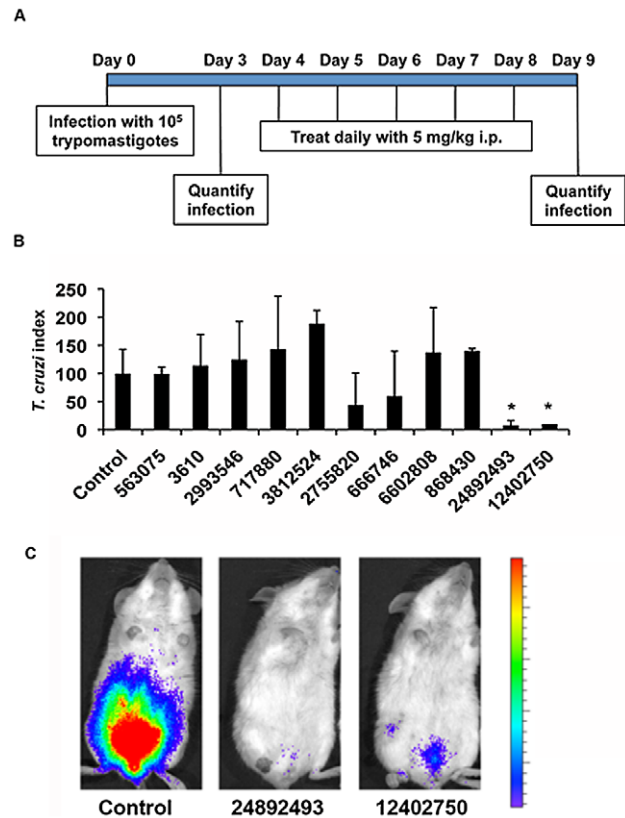 A
Day 0 Day 3 Day 4 Day 5 Day 6 Day 7 Day 8 Day 9
Infection with 10⁵
trypomastigotes
Treat daily with 5 mg/kg i.p.
Quantify
infection
Quantify
infection
B
T. cruzi index
250
200
150
100
50
0
* *
Control 563075 3610 2993546 717880 3812524 2755820 666746 6602808 868430 24892493 12402750
C
Control 24892493 12402750